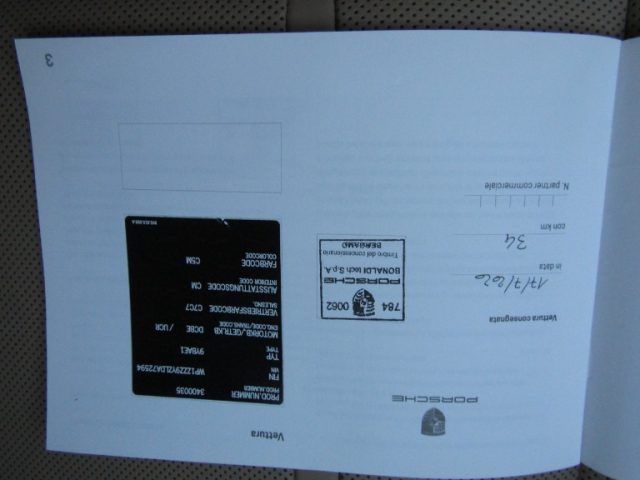 PORSCHE
Vettura
PROD.NUMMER 3400035
PROD.NUMBER
FIN WP1ZZZ9YZLDA72594
VIN
TYP 9YBAE1
TYPE
MOTORKB./GETR.KB DCBE / UCR
ENG.CODE/TRANS.CODE
VERTRIEBSFARBCODE C7C7
SALESNO.
AUSSTATTUNGSCODE CM
INTERIOR CODE
FARBCODE C5M
COLORCODE
Vettura consegnata
in data 17/7/2020
con km 34
N. partner commerciale
784 0062
PORSCHE
BONALDI tech S.p.A.
Timbro del concessionario
BERGAMO
3